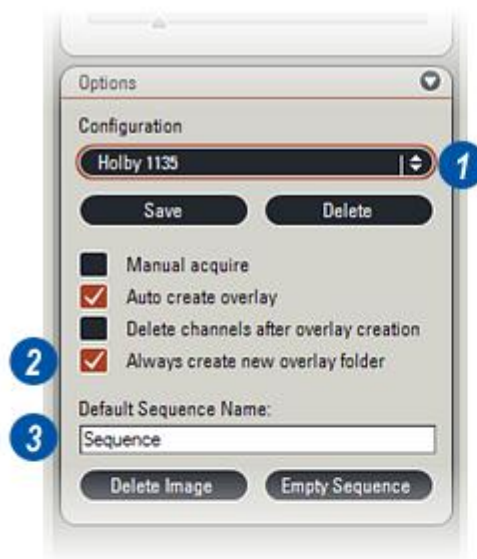 Options
Configuration
Holby 1135
1
Save Delete
Manual acquire
Auto create overlay
Delete channels after overlay creation
2 Always create new overlay folder
Default Sequence Name:
3 Sequence
Delete Image Empty Sequence